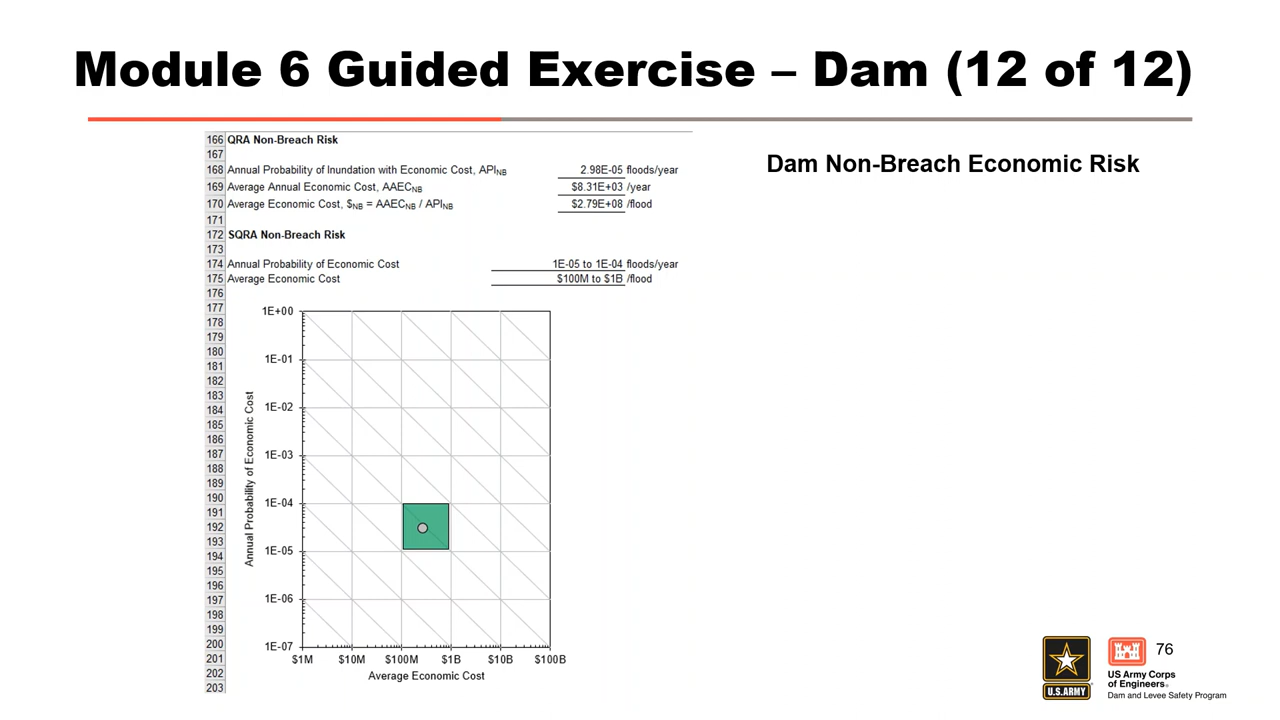 Module 6 Guided Exercise – Dam (12 of 12)
166 QRA Non-Breach Risk
167
168 Annual Probability of Inundation with Economic Cost, APINB 2.98E-05 floods/year
169 Average Annual Economic Cost, AAECNB $8.31E+03 /year
170 Average Economic Cost, $NB = AAECNB / APINB $2.79E+08 /flood
171
172 SQRA Non-Breach Risk
173
174 Annual Probability of Economic Cost 1E-05 to 1E-04 floods/year
175 Average Economic Cost $100M to $1B /flood
176
177
178
179
180
181
182
183
184
185
186
187
188
189
190
191
192
193
194
195
196
197
198
199
200
201
202
203
Annual Probability of Economic Cost
1E+00
1E-01
1E-02
1E-03
1E-04
1E-05
1E-06
1E-07
$1M $10M $100M $1B $10B $100B
Average Economic Cost
Dam Non-Breach Economic Risk
U.S.ARMY
US Army Corps
of Engineers®
Dam and Levee Safety Program
76